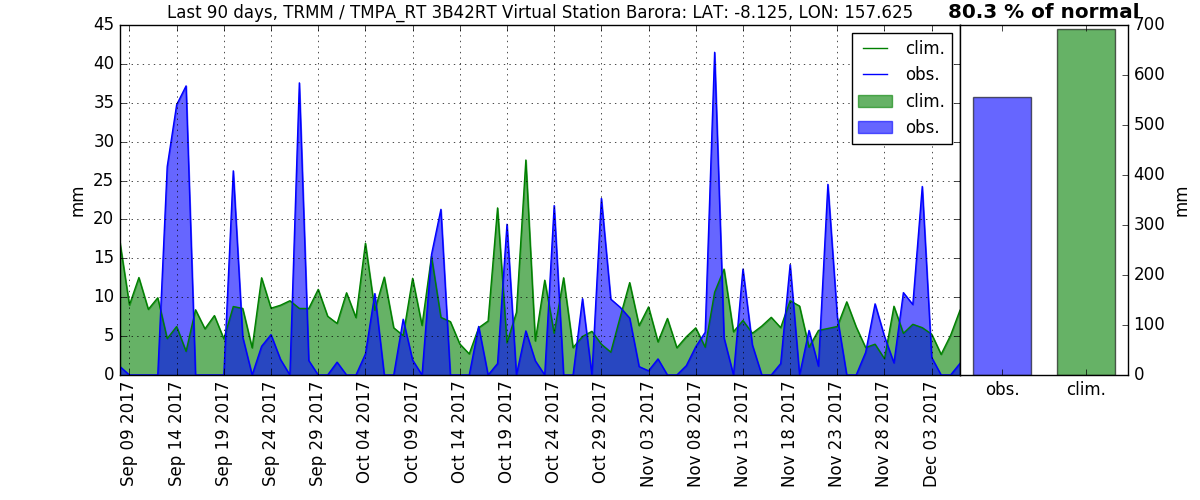 Last 90 days, TRMM / TMPA_RT 3B42RT Virtual Station Barora: LAT: -8.125, LON: 157.625
80.3 % of normal
45
40
35
30
25
20
15
10
5
0
mm
clim.
obs.
clim.
obs.
700
600
500
400
300
200
100
0
mm
Sep 09 2017
Sep 14 2017
Sep 19 2017
Sep 24 2017
Sep 29 2017
Oct 04 2017
Oct 09 2017
Oct 14 2017
Oct 19 2017
Oct 24 2017
Oct 29 2017
Nov 03 2017
Nov 08 2017
Nov 13 2017
Nov 18 2017
Nov 23 2017
Nov 28 2017
Dec 03 2017
obs.
clim.